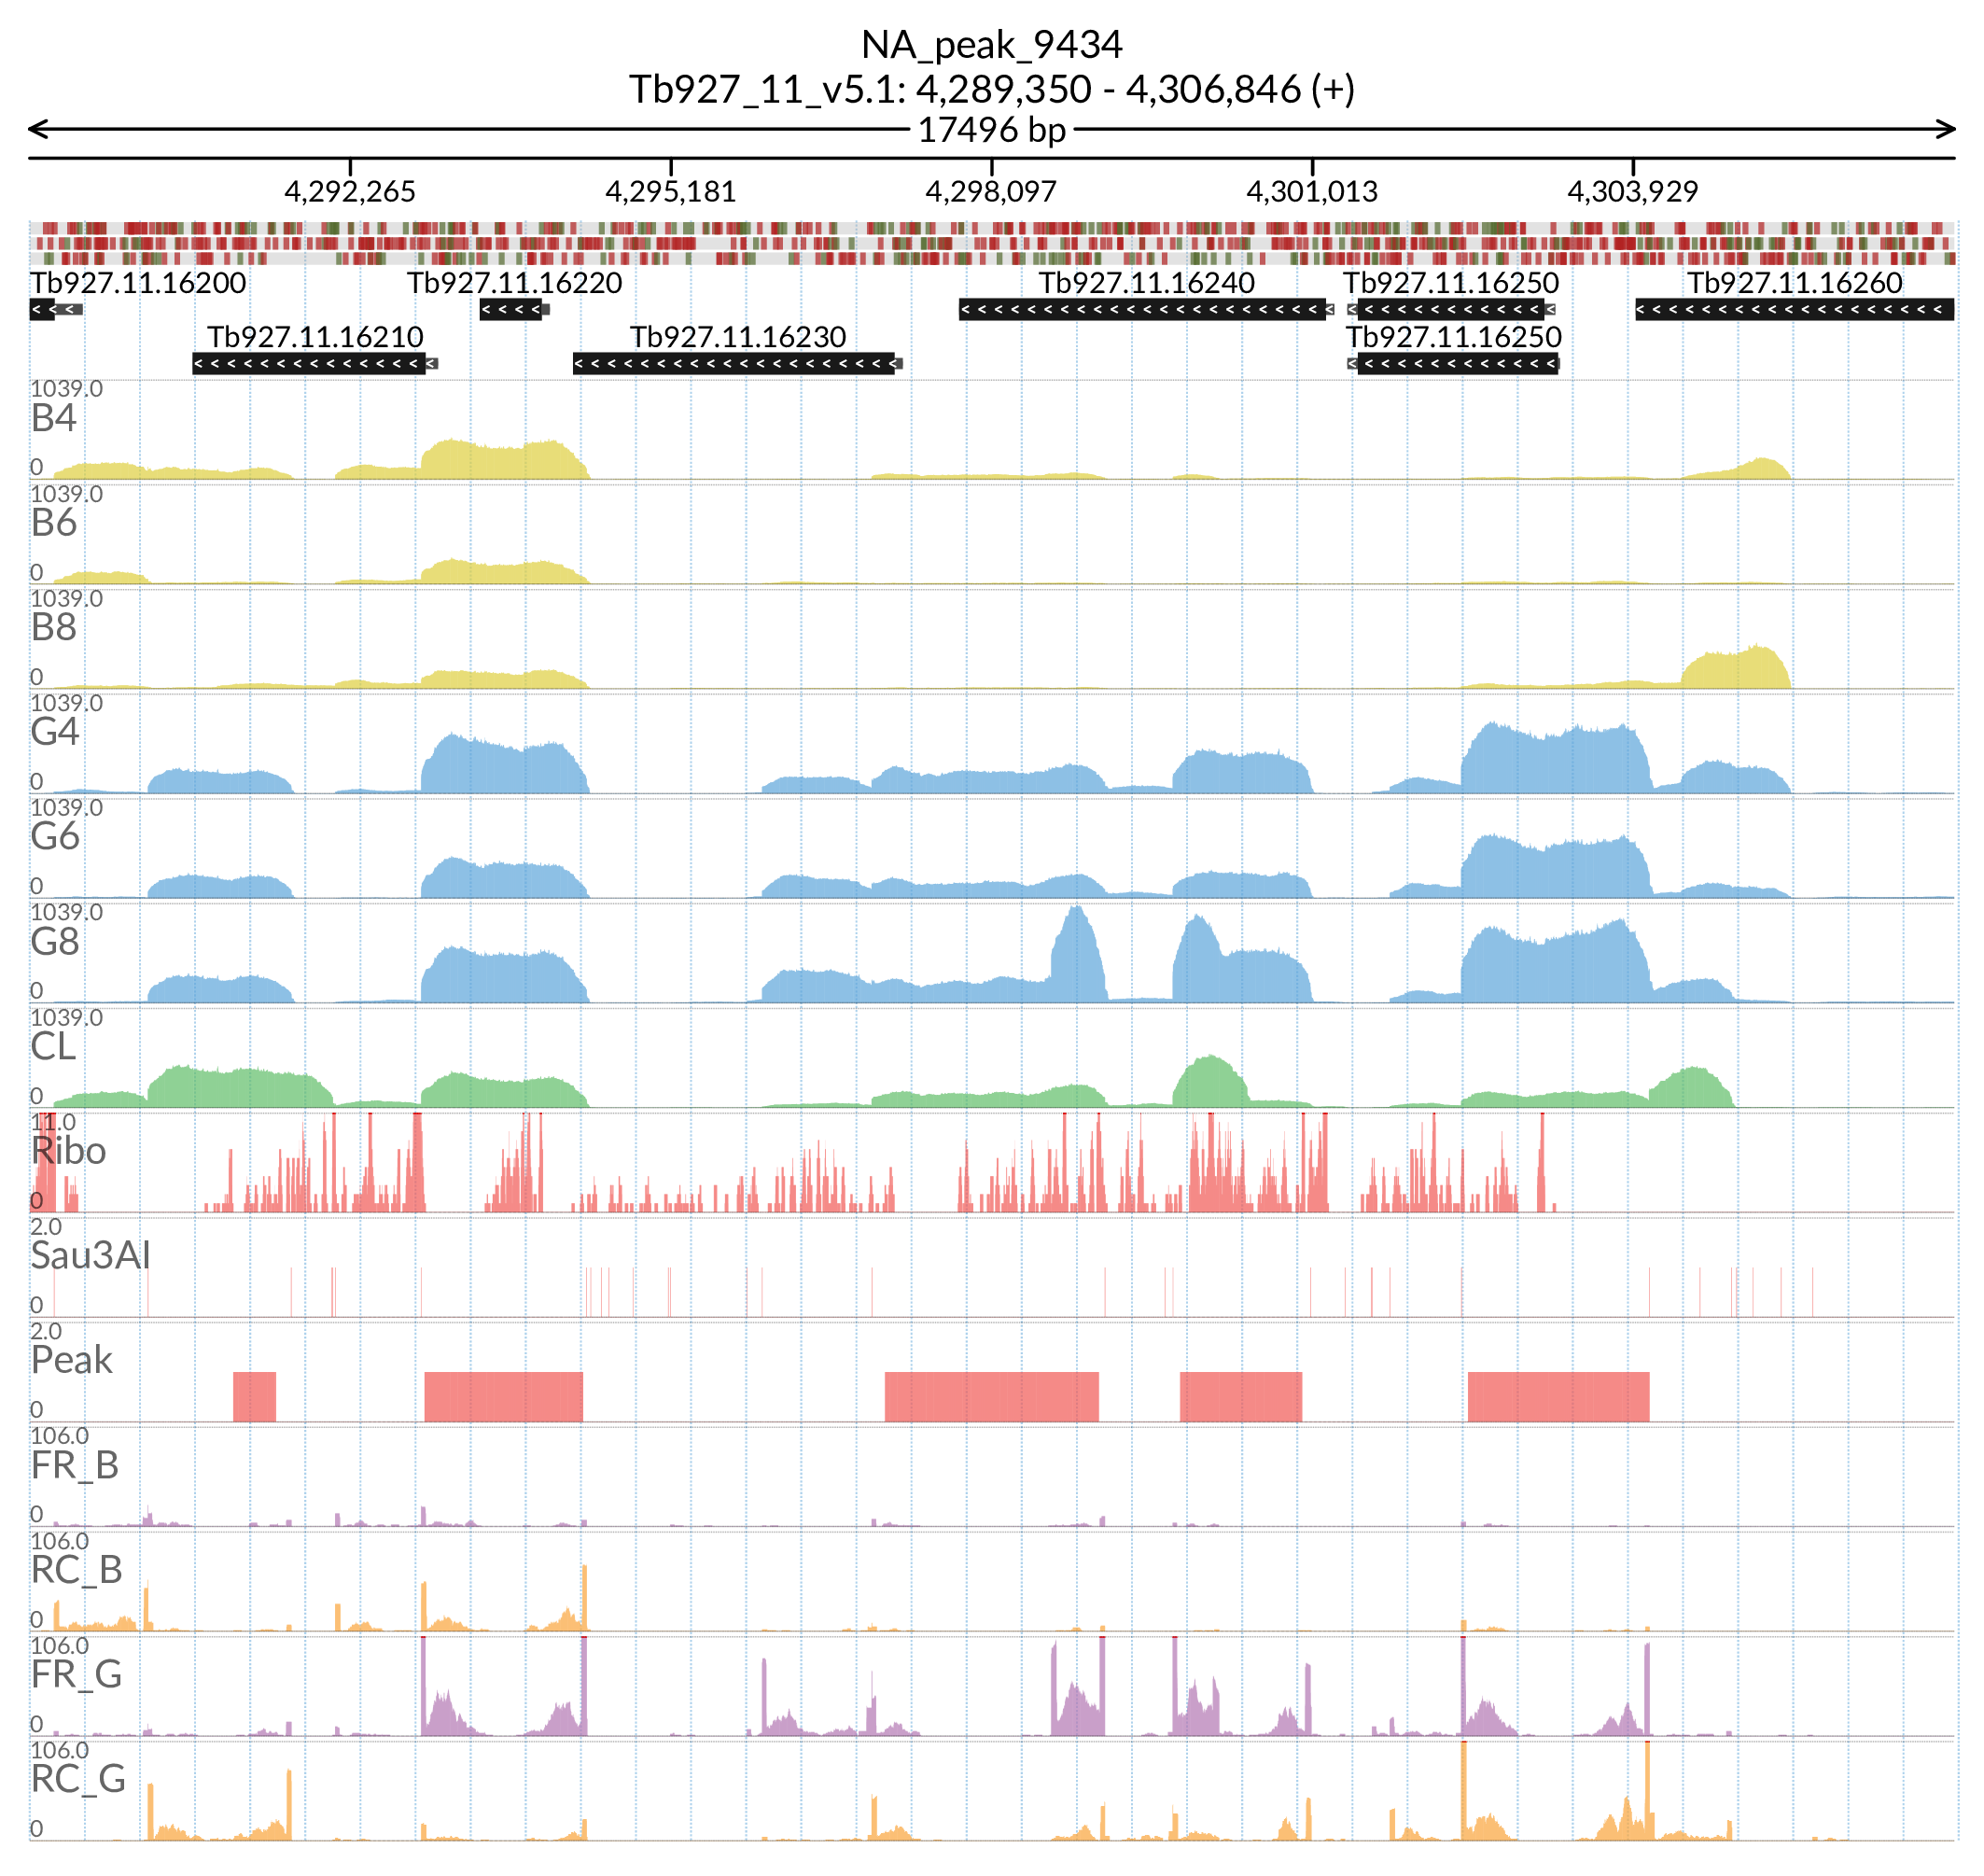 NA_peak_9434
Tb927_11_v5.1: 4,289,350 - 4,306,846 (+)
17496 bp
4,292,265 4,295,181 4,298,097 4,301,013 4,303,929
Tb927.11.16200 Tb927.11.16220 Tb927.11.16240 Tb927.11.16250 Tb927.11.16260
Tb927.11.16210 Tb927.11.16230 Tb927.11.16250
1039.0
B4
0
1039.0
B6
0
1039.0
B8
0
1039.0
G4
0
1039.0
G6
0
1039.0
G8
0
1039.0
CL
0
11.0
Ribo
0
2.0
Sau3AI
0
2.0
Peak
0
106.0
FR_B
0
106.0
RC_B
0
106.0
FR_G
0
106.0
RC_G
0